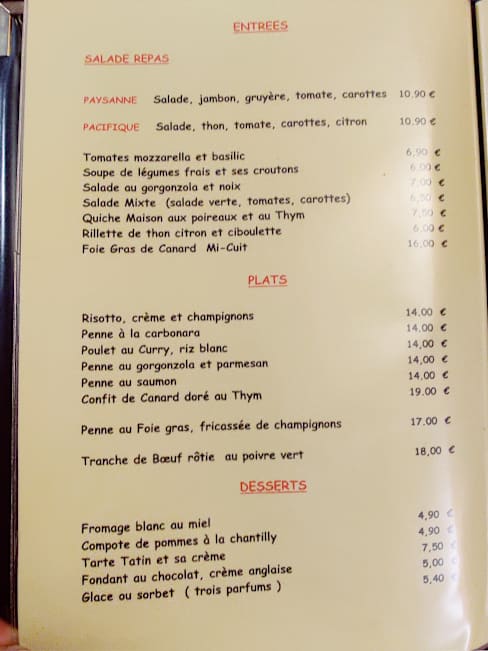 ENTREES
SALADE REPAS
PAYSANNE Salade, jambon, gruyère, tomate, carottes 10,90 €
PACIFIQUE Salade, thon, tomate, carottes, citron 10,90 €
Tomates mozzarella et basilic 6,90 €
Soupe de légumes frais et ses croutons 6,00 €
Salade au gorgonzola et noix 7,00 €
Salade Mixte (salade verte, tomates, carottes) 6,50 €
Quiche Maison aux poireaux et au Thym 7,50 €
Rillette de thon citron et ciboulette 6,00 €
Foie Gras de Canard Mi-Cuit 16,00 €
PLATS
Risotto, crème et champignons 14,00 €
Penne à la carbonara 14,00 €
Poulet au Curry, riz blanc 14,00 €
Penne au gorgonzola et parmesan 14,00 €
Penne au saumon 14,00 €
Confit de Canard doré au Thym 19,00 €
Penne au Foie gras, fricassée de champignons 17,00 €
Tranche de Bœuf rôtie au poivre vert 18,00 €
DESSERTS
Fromage blanc au miel 4,90 €
Compote de pommes à la chantilly 4,90 €
Tarte Tatin et sa crème 7,50 €
Fondant au chocolat, crème anglaise 5,00 €
Glace ou sorbet ( trois parfums ) 5,40 €